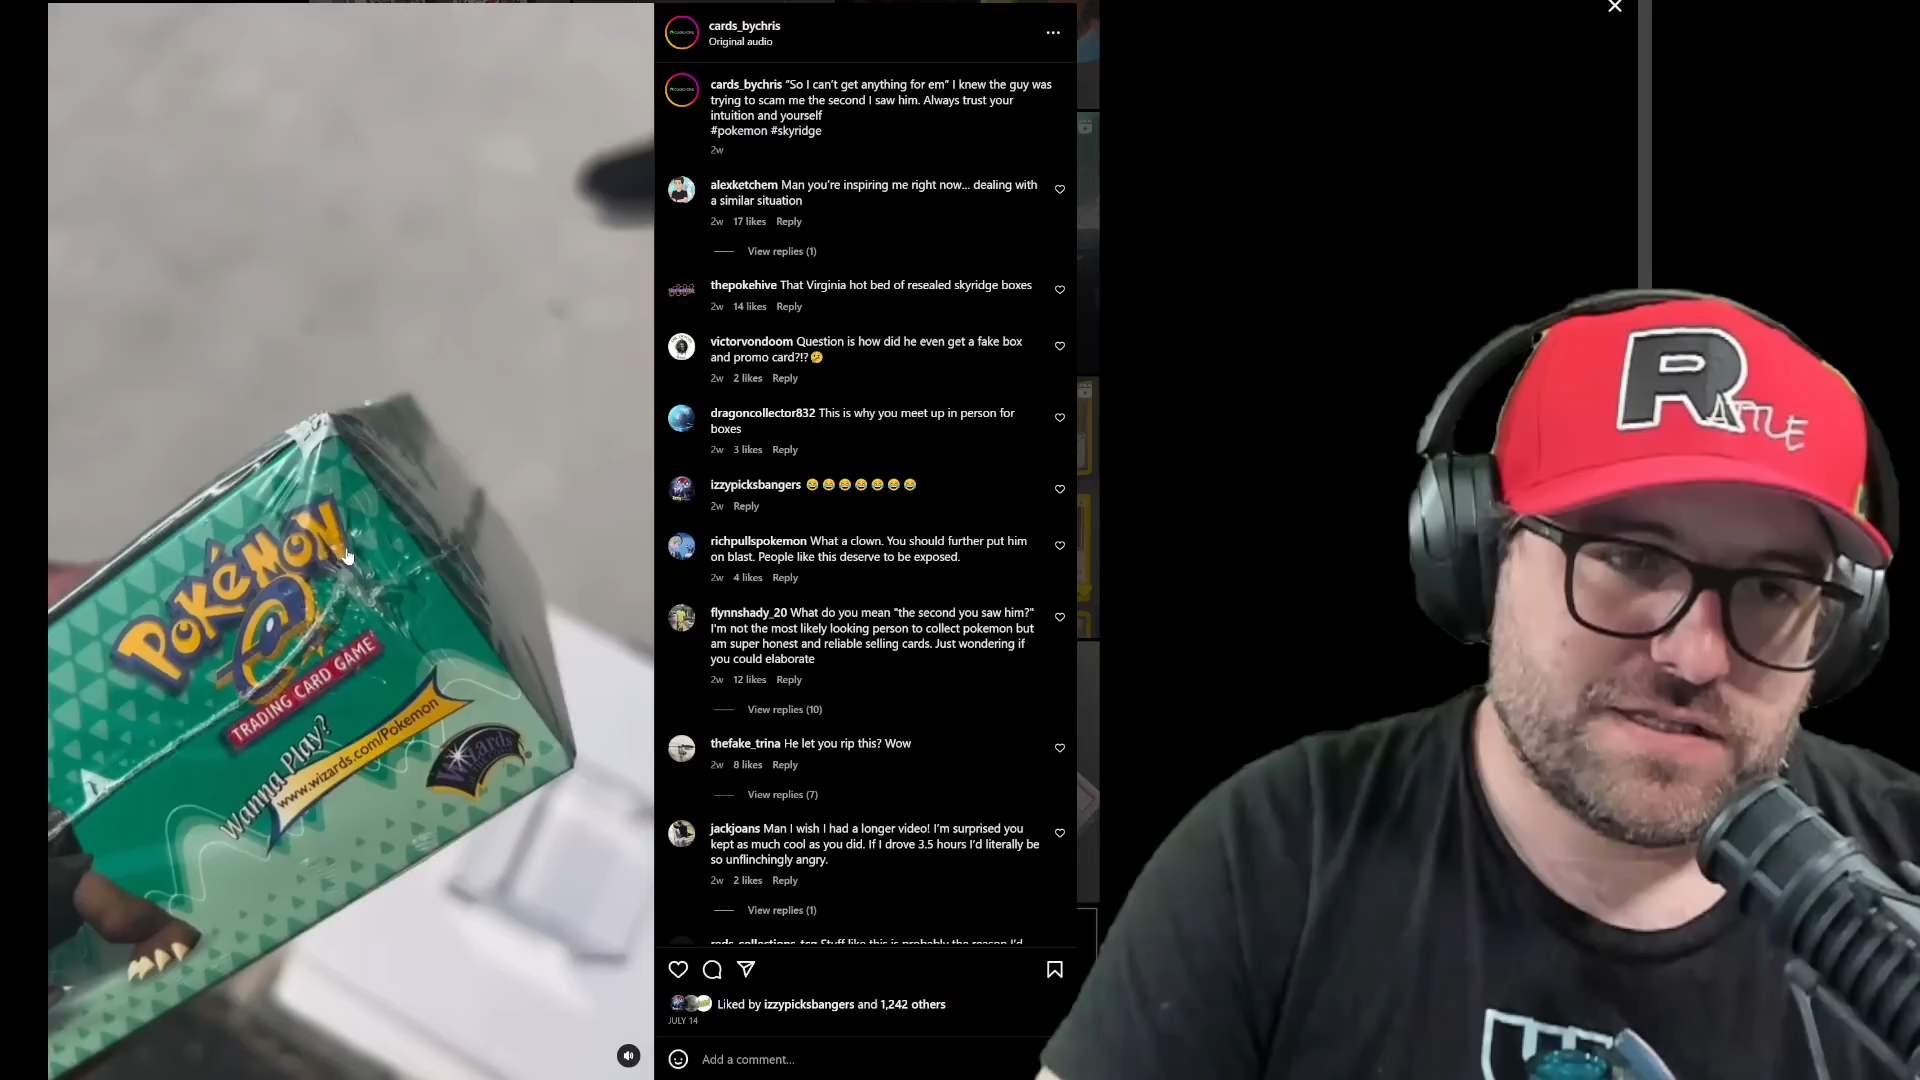 cards_bychris
Original audio
cards_bychris "So I can't get anything for em" I knew the guy was
trying to scam me the second I saw him. Always trust your
intuition and yourself
#pokemon #skyridge
2w
alexketchem Man you're inspiring me right now... dealing with
a similar situation
2w 17 likes Reply
View replies (1)
thepokehive That Virginia hot bed of resealed skyridge boxes
2w 14 likes Reply
victorvondoom Question is how did he even get a fake box
and promo card?!?🤔
2w 2 likes Reply
dragoncollector832 This is why you meet up in person for
boxes
2w 3 likes Reply
izzypicksbangers 😂😂😂😂😂😂😂
2w Reply
richpullspokemon What a clown. You should further put him
on blast. People like this deserve to be exposed.
2w 4 likes Reply
flynnshady_20 What do you mean "the second you saw him?"
I'm not the most likely looking person to collect pokemon but
am super honest and reliable selling cards. Just wondering if
you could elaborate
2w 12 likes Reply
View replies (10)
thefake_trina He let you rip this? Wow
2w 8 likes Reply
View replies (7)
jackjoans Man I wish I had a longer video! I'm surprised you
kept as much cool as you did. If I drove 3.5 hours I'd literally be
so unflinchingly angry.
2w 2 likes Reply
View replies (1)
reds_collections_tcg Stuff like this is probably the reason I'd
Liked by izzypicksbangers and 1,242 others
JULY 14
Add a comment...
POKéMON
e
TRADING CARD GAME
Wanna Play?
www.wizards.com/Pokemon
Wizards
R
ATTLE